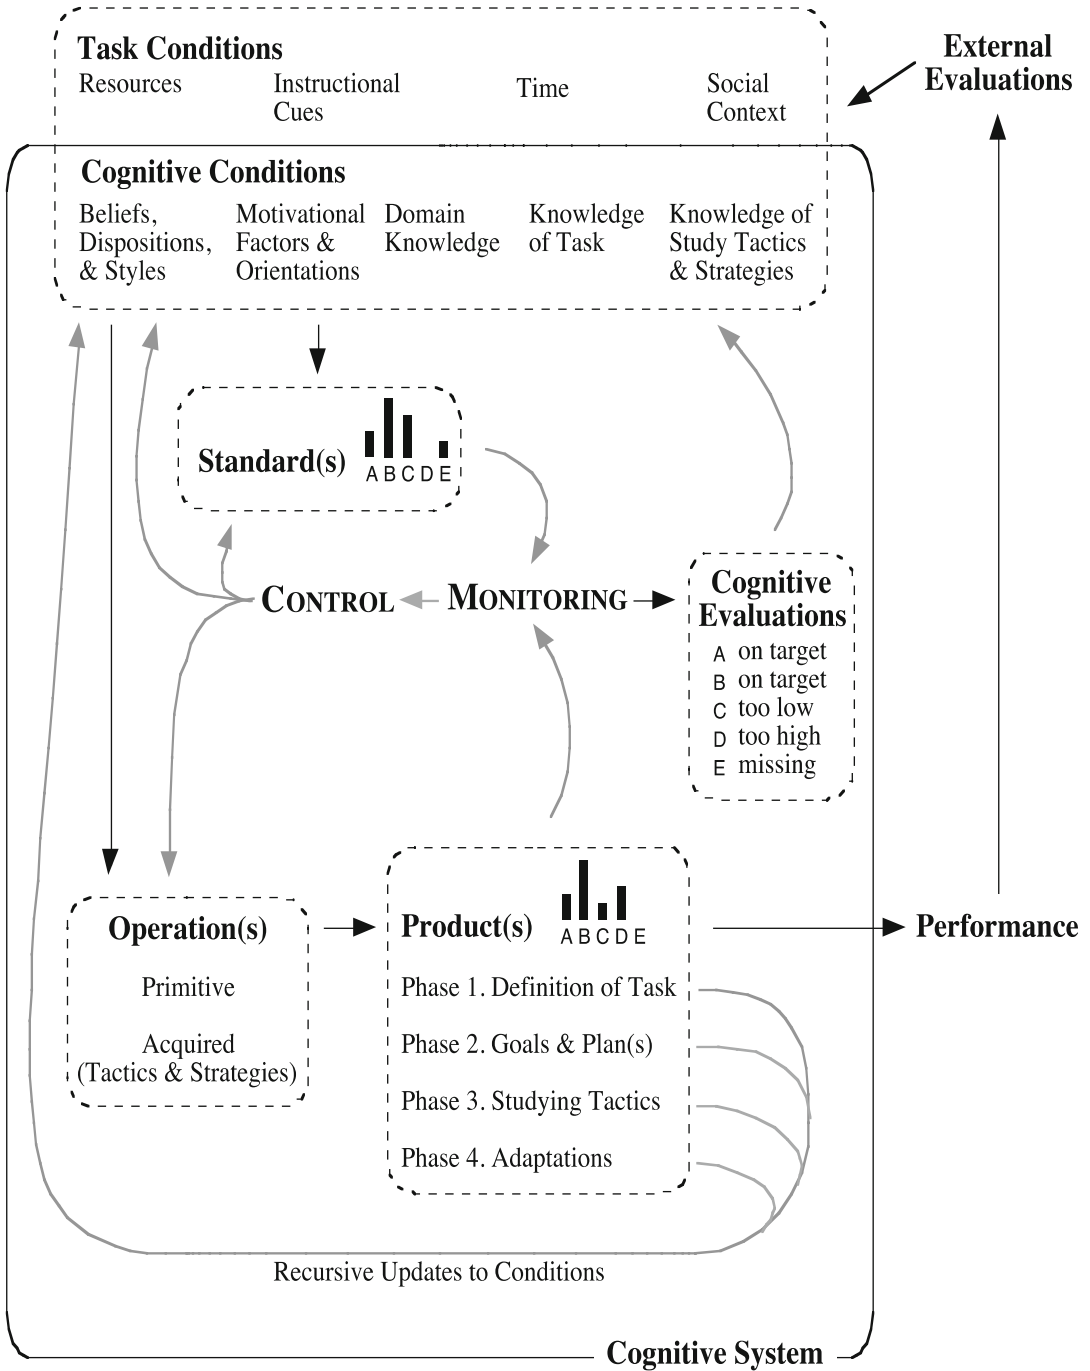 Task Conditions
Resources
Instructional
Cues
Time
Social
Context
External
Evaluations
Cognitive Conditions
Beliefs,
Dispositions,
& Styles
Motivational
Factors &
Orientations
Domain
Knowledge
Knowledge
of Task
Knowledge of
Study Tactics
& Strategies
Standard(s)
A B C D E
CONTROL
MONITORING
Cognitive
Evaluations
A on target
B on target
C too low
D too high
E missing
Operation(s)
Primitive
Acquired
(Tactics & Strategies)
Product(s)
A B C D E
Phase 1. Definition of Task
Phase 2. Goals & Plan(s)
Phase 3. Studying Tactics
Phase 4. Adaptations
Performance
Recursive Updates to Conditions
Cognitive System